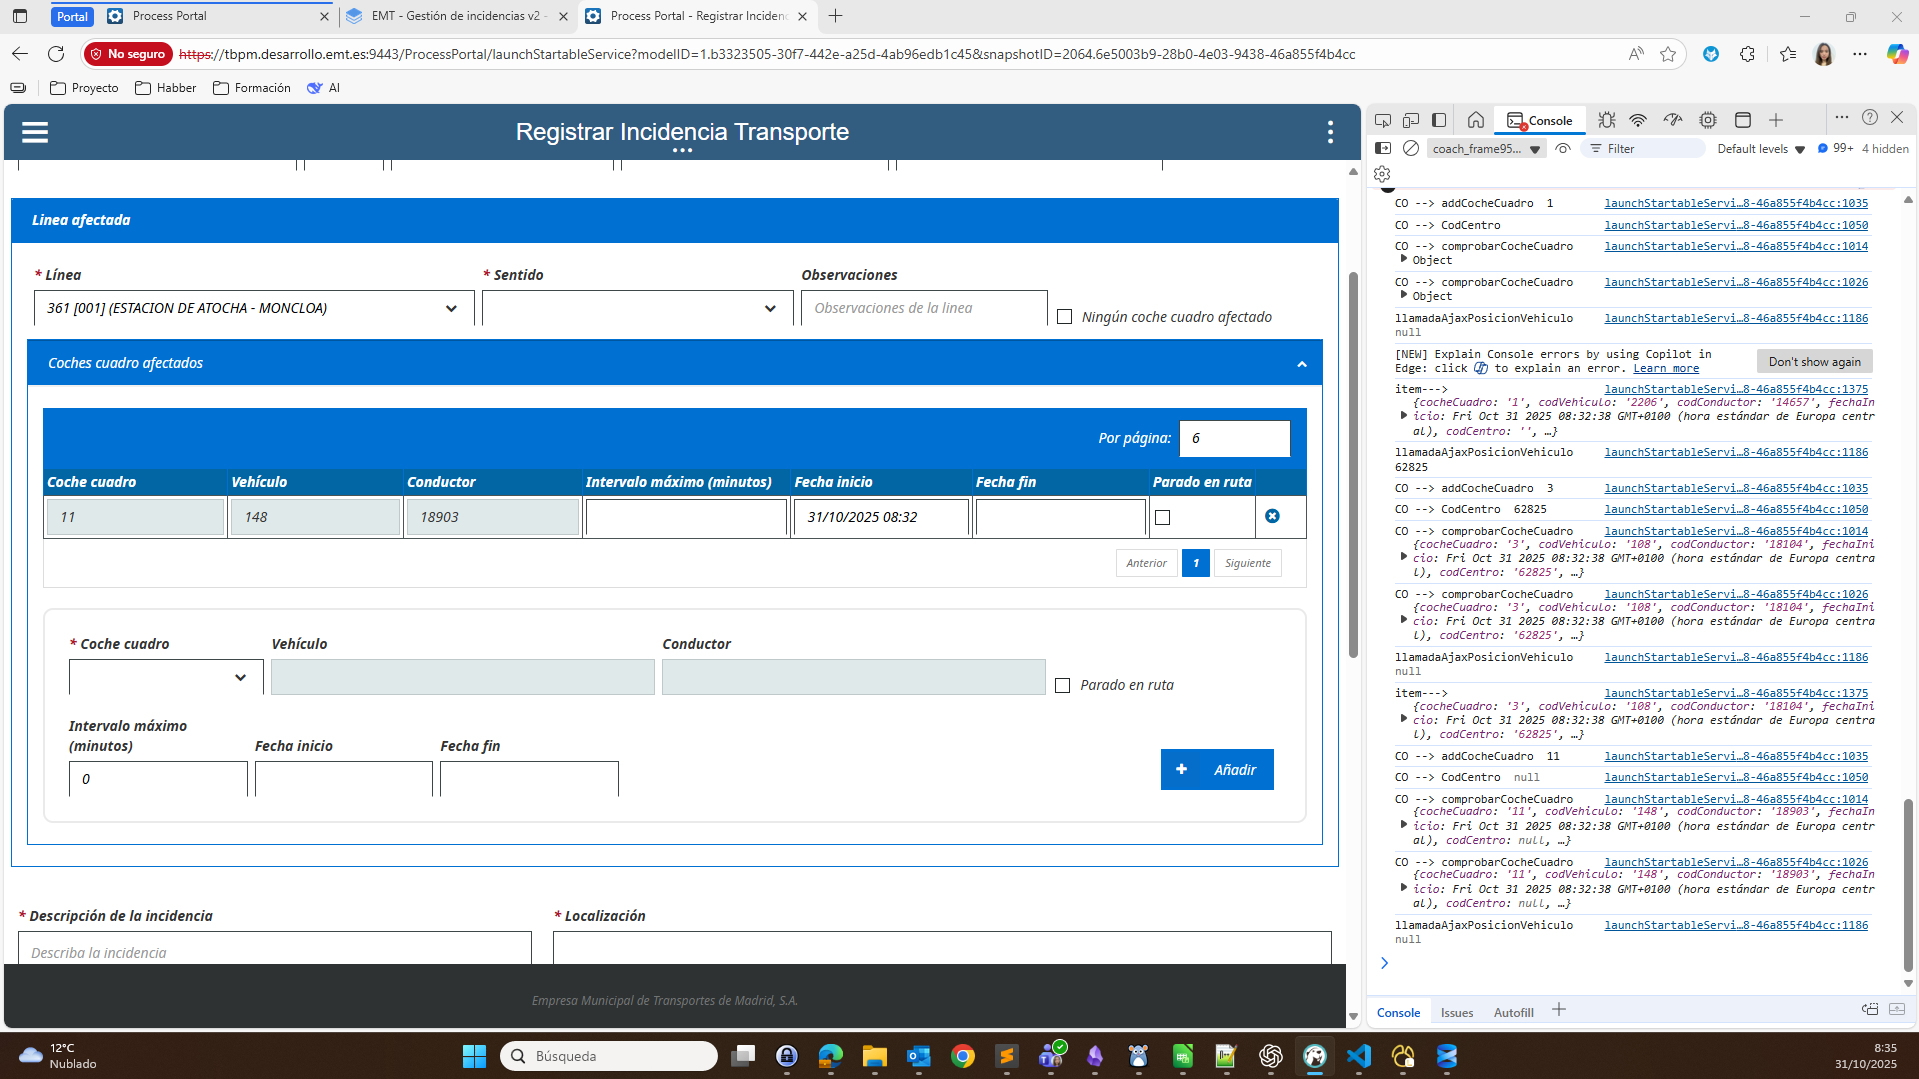 Portal
Process Portal
EMT - Gestión de incidencias v2 -
Process Portal - Registrar Inciden
No seguro
https://tbpm.desarrollo.emt.es:9443/ProcessPortal/launchStartableService?modelID=1.b3323505-30f7-442e-a25d-4ab96edb1c45&snapshotID=2064.6e5003b9-28b0-4e03-9438-46a855f4b4cc
Proyecto
Habber
Formación
AI
Registrar Incidencia Transporte
Linea afectada
* Línea
* Sentido
Observaciones
361 [001] (ESTACION DE ATOCHA - MONCLOA)
Observaciones de la linea
Ningún coche cuadro afectado
Coches cuadro afectados
Por página:
6
Coche cuadro
Vehículo
Conductor
Intervalo máximo (minutos)
Fecha inicio
Fecha fin
Parado en ruta
11
148
18903
31/10/2025 08:32
Anterior
1
Siguiente
* Coche cuadro
Vehículo
Conductor
Parado en ruta
Intervalo máximo
(minutos)
Fecha inicio
Fecha fin
0
+ Añadir
* Descripción de la incidencia
* Localización
Describa la incidencia
Empresa Municipal de Transportes de Madrid, S.A.
Console
coach_frame95...
Filter
Default levels
99+
4 hidden
CO --> addCocheCuadro 1 launchStartableServi…8-46a855f4b4cc:1035
CO --> CodCentro launchStartableServi…8-46a855f4b4cc:1050
CO --> comprobarCocheCuadro launchStartableServi…8-46a855f4b4cc:1014
Object
CO --> comprobarCocheCuadro launchStartableServi…8-46a855f4b4cc:1026
Object
llamadaAjaxPosicionVehiculo launchStartableServi…8-46a855f4b4cc:1186
null
[NEW] Explain Console errors by using Copilot in
Edge: click to explain an error. Learn more
Don't show again
item---> launchStartableServi…8-46a855f4b4cc:1375
{cocheCuadro: '1', codVehiculo: '2206', codConductor: '14657', fechaIn
icio: Fri Oct 31 2025 08:32:38 GMT+0100 (hora estándar de Europa centr
al), codCentro: '', …}
llamadaAjaxPosicionVehiculo launchStartableServi…8-46a855f4b4cc:1186
62825
CO --> addCocheCuadro 3 launchStartableServi…8-46a855f4b4cc:1035
CO --> CodCentro 62825 launchStartableServi…8-46a855f4b4cc:1050
CO --> comprobarCocheCuadro launchStartableServi…8-46a855f4b4cc:1014
{cocheCuadro: '3', codVehiculo: '108', codConductor: '18104', fechaIni
cio: Fri Oct 31 2025 08:32:38 GMT+0100 (hora estándar de Europa centra
l), codCentro: '62825', …}
CO --> comprobarCocheCuadro launchStartableServi…8-46a855f4b4cc:1026
{cocheCuadro: '3', codVehiculo: '108', codConductor: '18104', fechaIni
cio: Fri Oct 31 2025 08:32:38 GMT+0100 (hora estándar de Europa centra
l), codCentro: '62825', …}
llamadaAjaxPosicionVehiculo launchStartableServi…8-46a855f4b4cc:1186
null
item---> launchStartableServi…8-46a855f4b4cc:1375
{cocheCuadro: '3', codVehiculo: '108', codConductor: '18104', fechaIni
cio: Fri Oct 31 2025 08:32:38 GMT+0100 (hora estándar de Europa centra
l), codCentro: '62825', …}
CO --> addCocheCuadro 11 launchStartableServi…8-46a855f4b4cc:1035
CO --> CodCentro null launchStartableServi…8-46a855f4b4cc:1050
CO --> comprobarCocheCuadro launchStartableServi…8-46a855f4b4cc:1014
{cocheCuadro: '11', codVehiculo: '148', codConductor: '18903', fechaIn
icio: Fri Oct 31 2025 08:32:38 GMT+0100 (hora estándar de Europa centr
al), codCentro: null, …}
CO --> comprobarCocheCuadro launchStartableServi…8-46a855f4b4cc:1026
{cocheCuadro: '11', codVehiculo: '148', codConductor: '18903', fechaIn
icio: Fri Oct 31 2025 08:32:38 GMT+0100 (hora estándar de Europa centr
al), codCentro: null, …}
llamadaAjaxPosicionVehiculo launchStartableServi…8-46a855f4b4cc:1186
null
Console
Issues
Autofill
12°C
Nublado
Búsqueda
8:35
31/10/2025